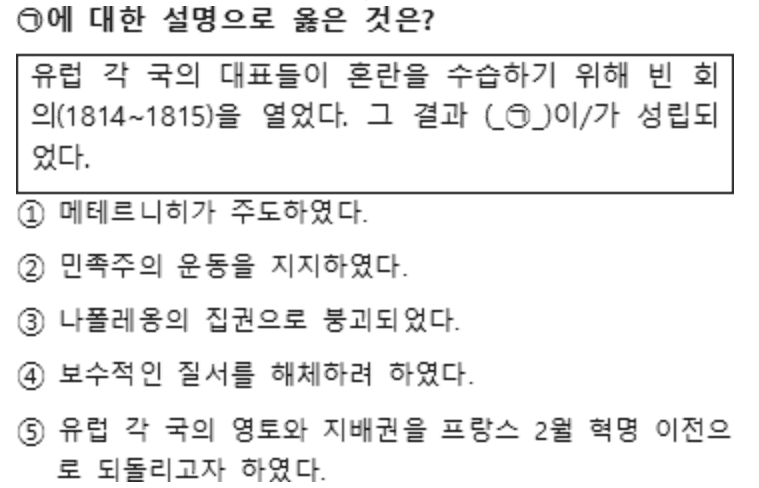 ㉠에 대한 설명으로 옳은 것은?
유럽 각 국의 대표들이 혼란을 수습하기 위해 빈 회
의(1814~1815)을 열었다. 그 결과 (_㉠_)이/가 성립되
었다.
① 메테르니히가 주도하였다.
② 민족주의 운동을 지지하였다.
③ 나폴레옹의 집권으로 붕괴되었다.
④ 보수적인 질서를 해체하려 하였다.
⑤ 유럽 각 국의 영토와 지배권을 프랑스 2월 혁명 이전으
로 되돌리고자 하였다.